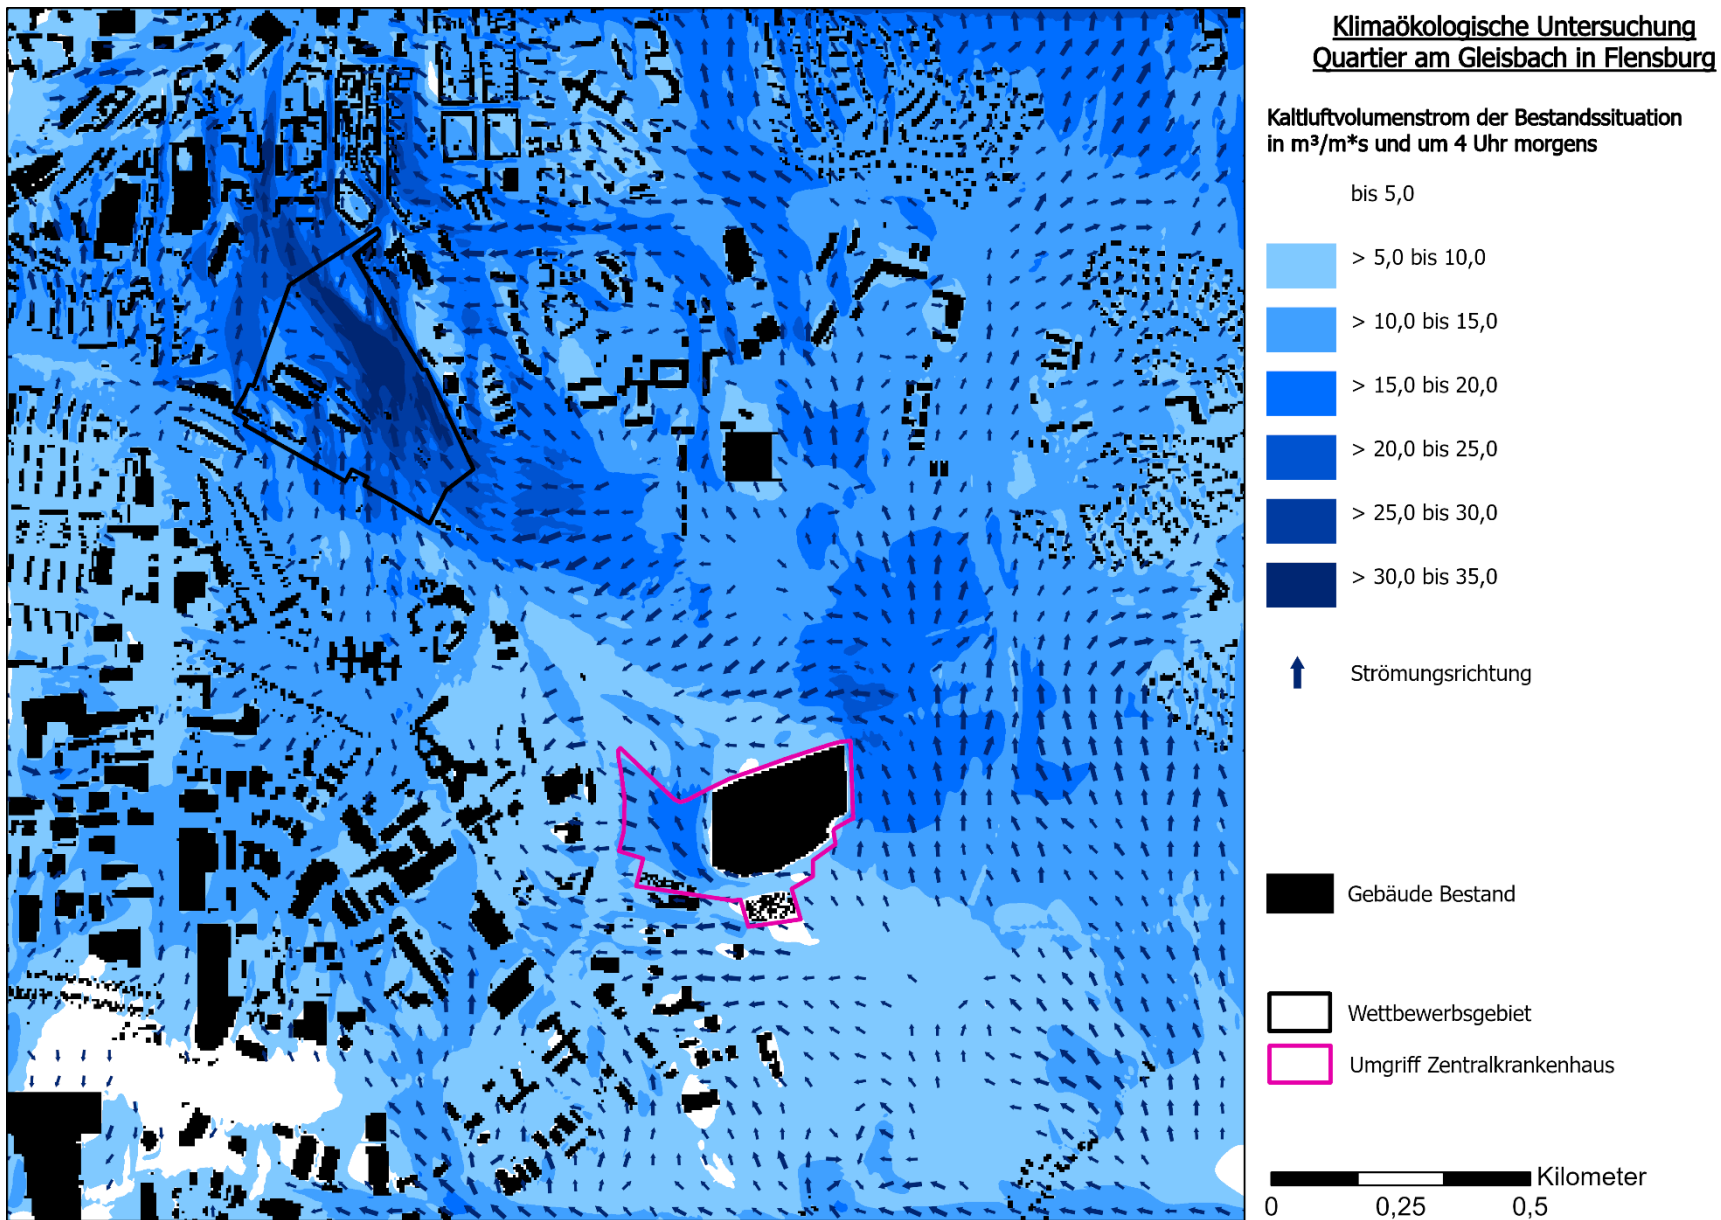 Klimaökologische Untersuchung
Quartier am Gleisbach in Flensburg
Kaltluftvolumenstrom der Bestandssituation
in m³/m*s und um 4 Uhr morgens
bis 5,0
> 5,0 bis 10,0
> 10,0 bis 15,0
> 15,0 bis 20,0
> 20,0 bis 25,0
> 25,0 bis 30,0
> 30,0 bis 35,0
Strömungsrichtung
Gebäude Bestand
Wettbewerbsgebiet
Umgriff Zentralkrankenhaus
Kilometer
0 0,25 0,5